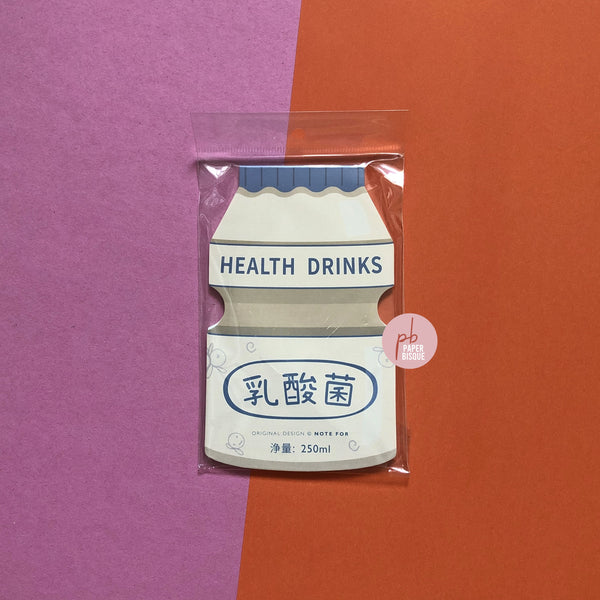 HEALTH DRINKS
pb
PAPER
BISQUE
乳酸菌
ORIGINAL DESIGN © NOTE FOR
净量：250ml